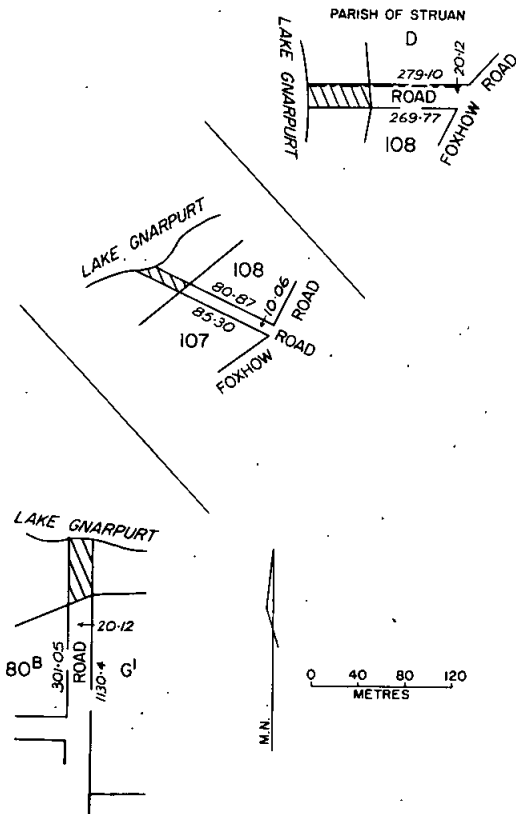 PARISH OF STRUAN
D
LAKE GNARPURT
279·10
20·12
ROAD
ROAD
269·77
108
FOXHOW
LAKE GNARPURT
108
80·87
10·06
ROAD
85·30
107
ROAD
FOXHOW
LAKE GNARPURT
20·12
80B
301·05
ROAD
1130·4
G1
M.N.
0 40 80 120
METRES